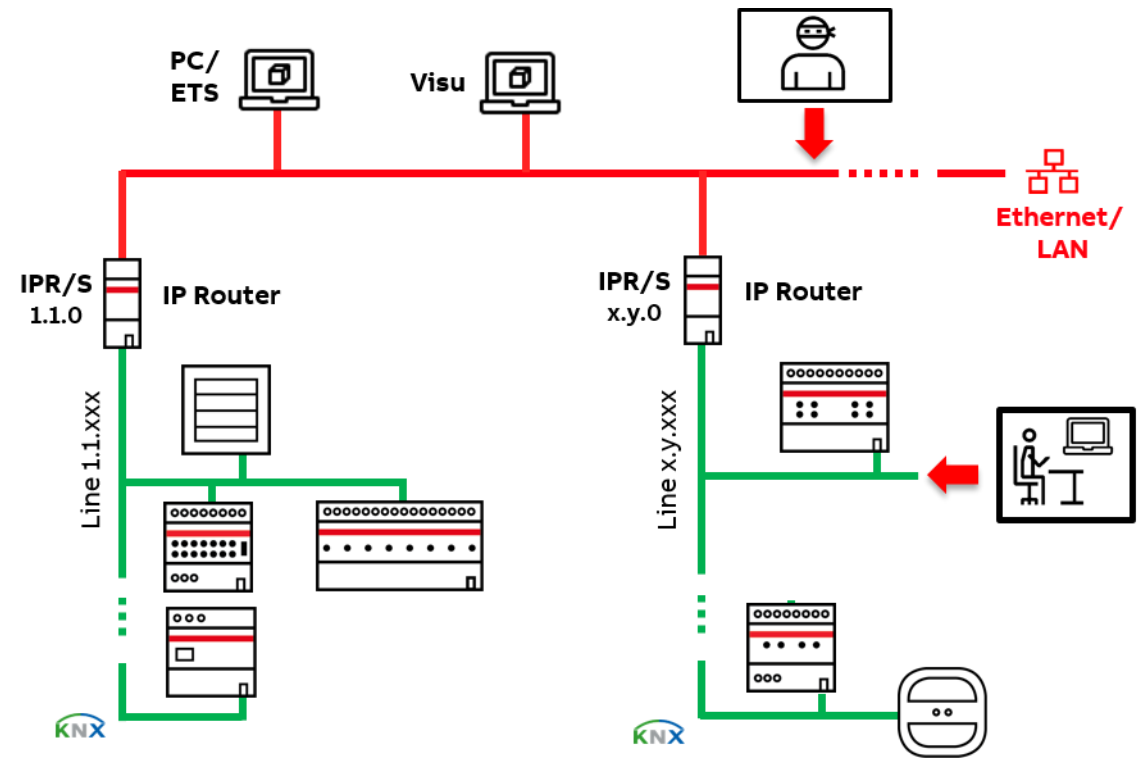 PC/
ETS
Visu
Ethernet/
LAN
IPR/S
1.1.0
IP Router
IPR/S
x.y.0
IP Router
Line 1.1.xxx
Line x.y.xxx
KNX
KNX